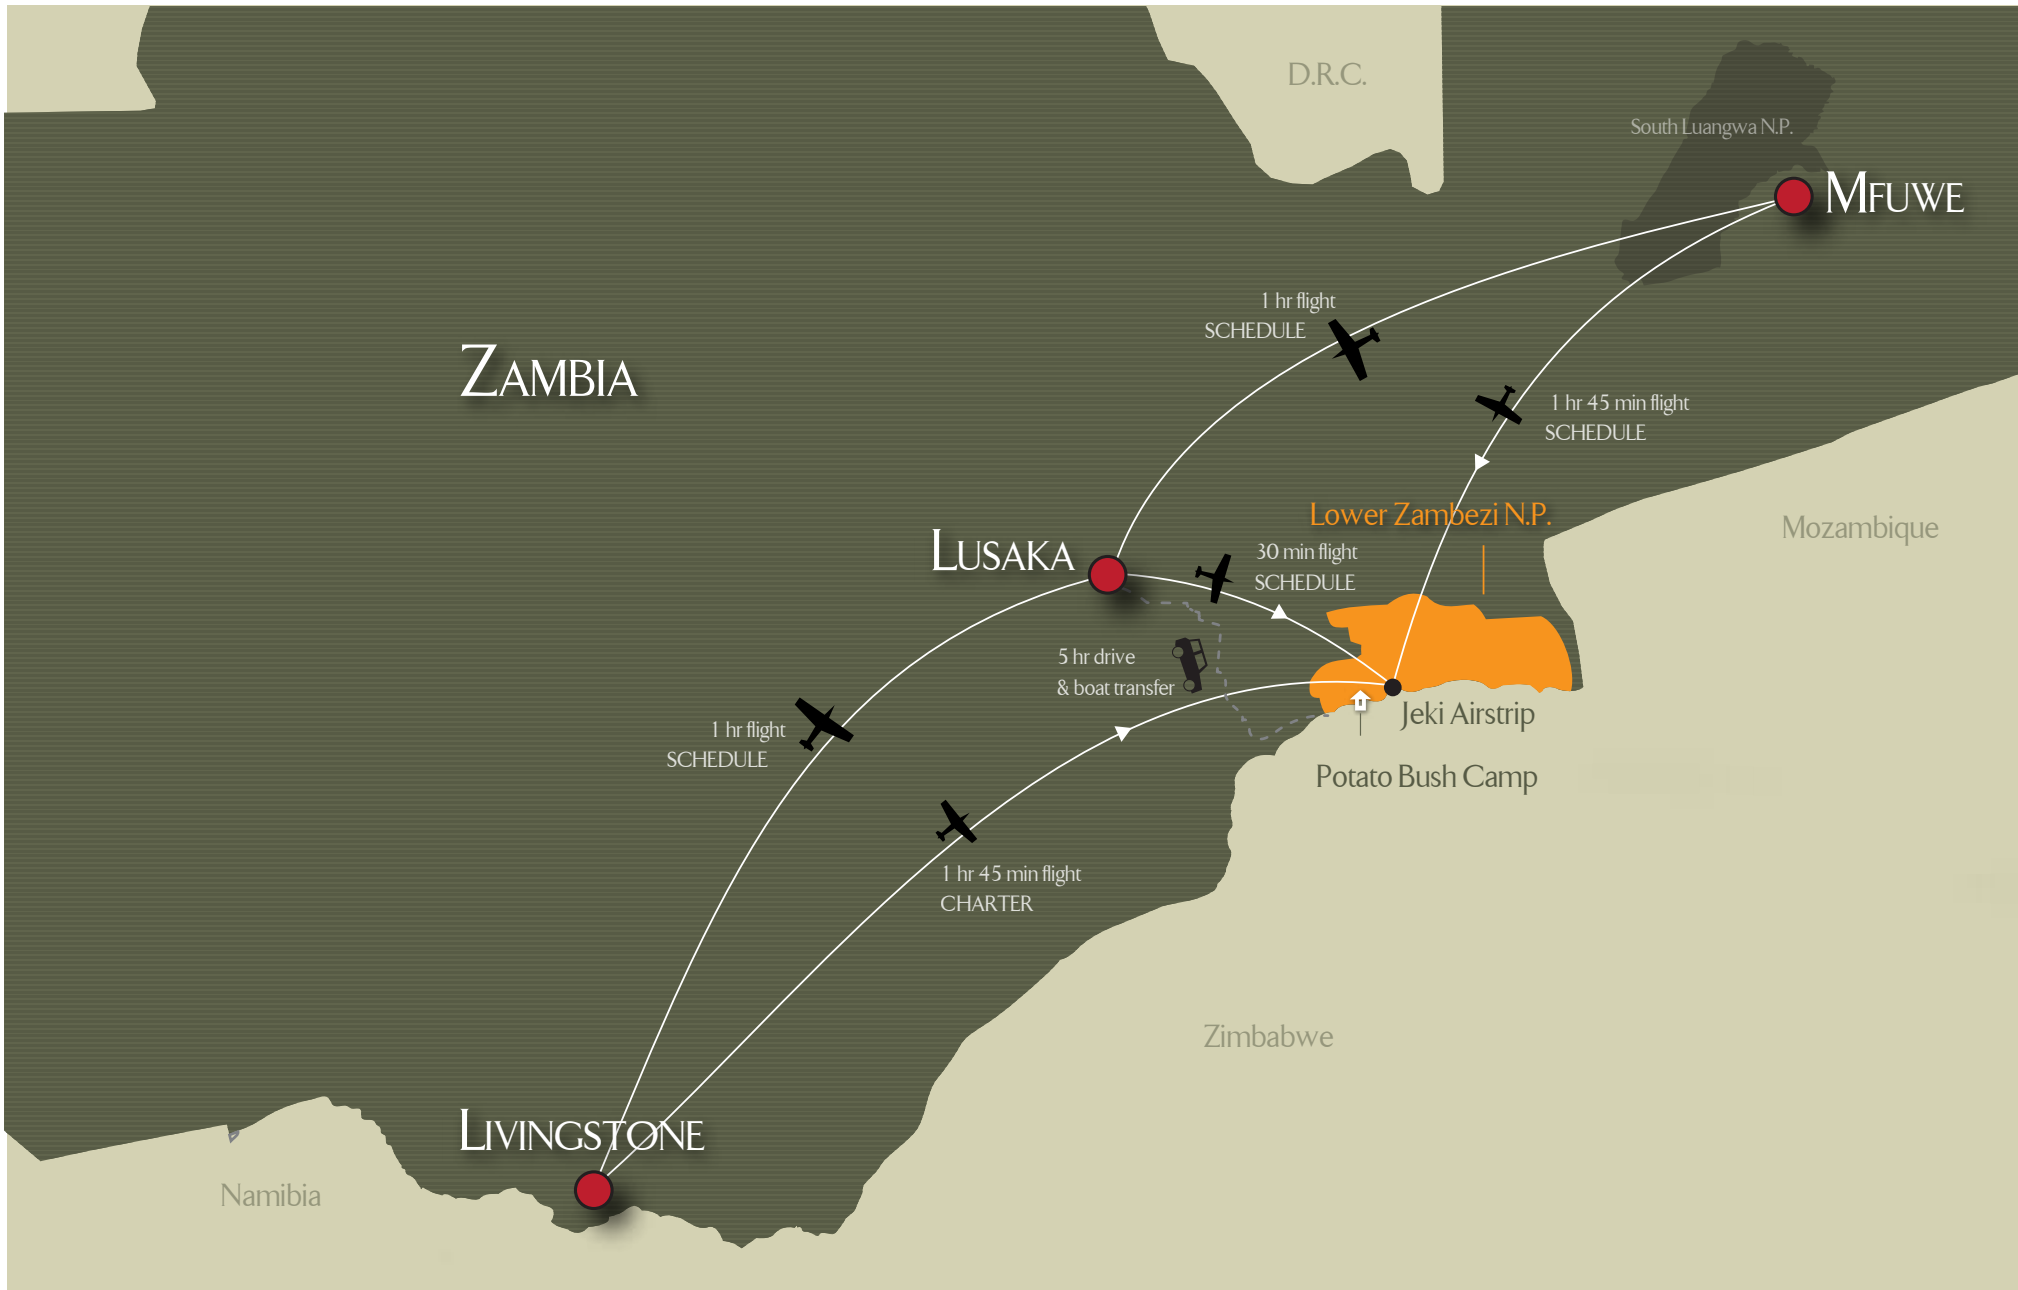 D.R.C.
South Luangwa N.P.
MFUWE
1 hr flight
SCHEDULE
ZAMBIA
1 hr 45 min flight
SCHEDULE
Lower Zambezi N.P.
Mozambique
LUSAKA
30 min flight
SCHEDULE
5 hr drive
& boat transfer
Jeki Airstrip
1 hr flight
SCHEDULE
Potato Bush Camp
1 hr 45 min flight
CHARTER
Zimbabwe
LIVINGSTONE
Namibia